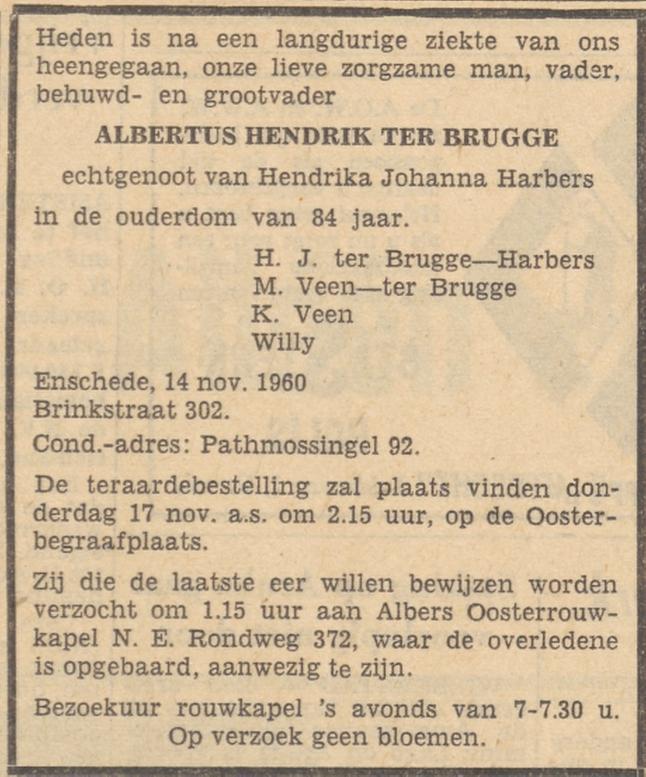 Heden is na een langdurige ziekte van ons
heengegaan, onze lieve zorgzame man, vader,
behuwd- en grootvader
ALBERTUS HENDRIK TER BRUGGE
echtgenoot van Hendrika Johanna Harbers
in de ouderdom van 84 jaar.
H. J. ter Brugge—Harbers
M. Veen—ter Brugge
K. Veen
Willy
Enschede, 14 nov. 1960
Brinkstraat 302.
Cond.-adres: Pathmossingel 92.
De teraardebestelling zal plaats vinden don-
derdag 17 nov. a.s. om 2.15 uur, op de Ooster-
begraafplaats.
Zij die de laatste eer willen bewijzen worden
verzocht om 1.15 uur aan Albers Oosterrouw-
kapel N. E. Rondweg 372, waar de overledene
is opgebaard, aanwezig te zijn.
Bezoekuur rouwkapel 's avonds van 7-7.30 u.
Op verzoek geen bloemen.